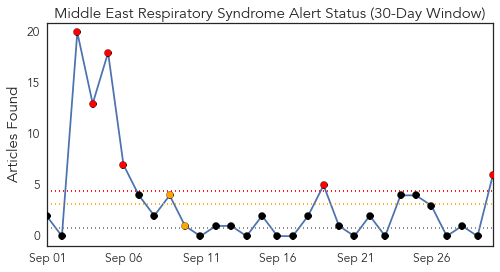 Middle East Respiratory Syndrome Alert Status (30-Day Window)
Articles Found
20
15
10
5
0
Sep 01 Sep 06 Sep 11 Sep 16 Sep 21 Sep 26